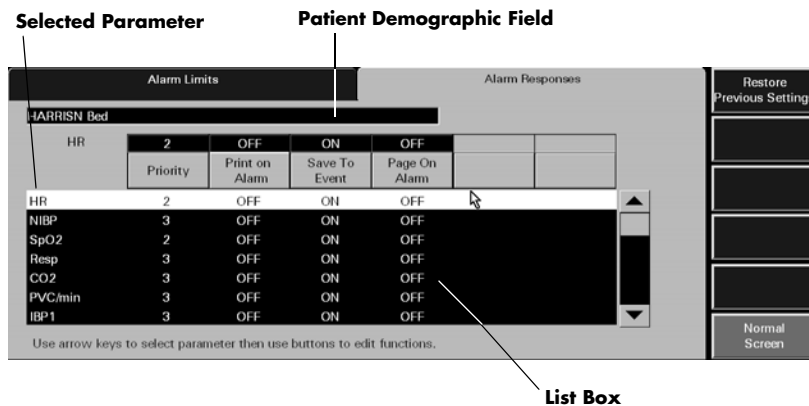 Selected Parameter
Patient Demographic Field
Alarm Limits
Alarm Responses
HARRISN Bed
HR 2 OFF ON OFF
Priority Print on Alarm Save To Event Page On Alarm
HR 2 OFF ON OFF
NIBP 3 OFF ON OFF
SpO2 2 OFF ON OFF
Resp 3 OFF ON OFF
CO2 3 OFF ON OFF
PVC/min 3 OFF ON OFF
IBP1 3 OFF ON OFF
Use arrow keys to select parameter then use buttons to edit functions.
Restore
Previous Setting
Normal
Screen
List Box